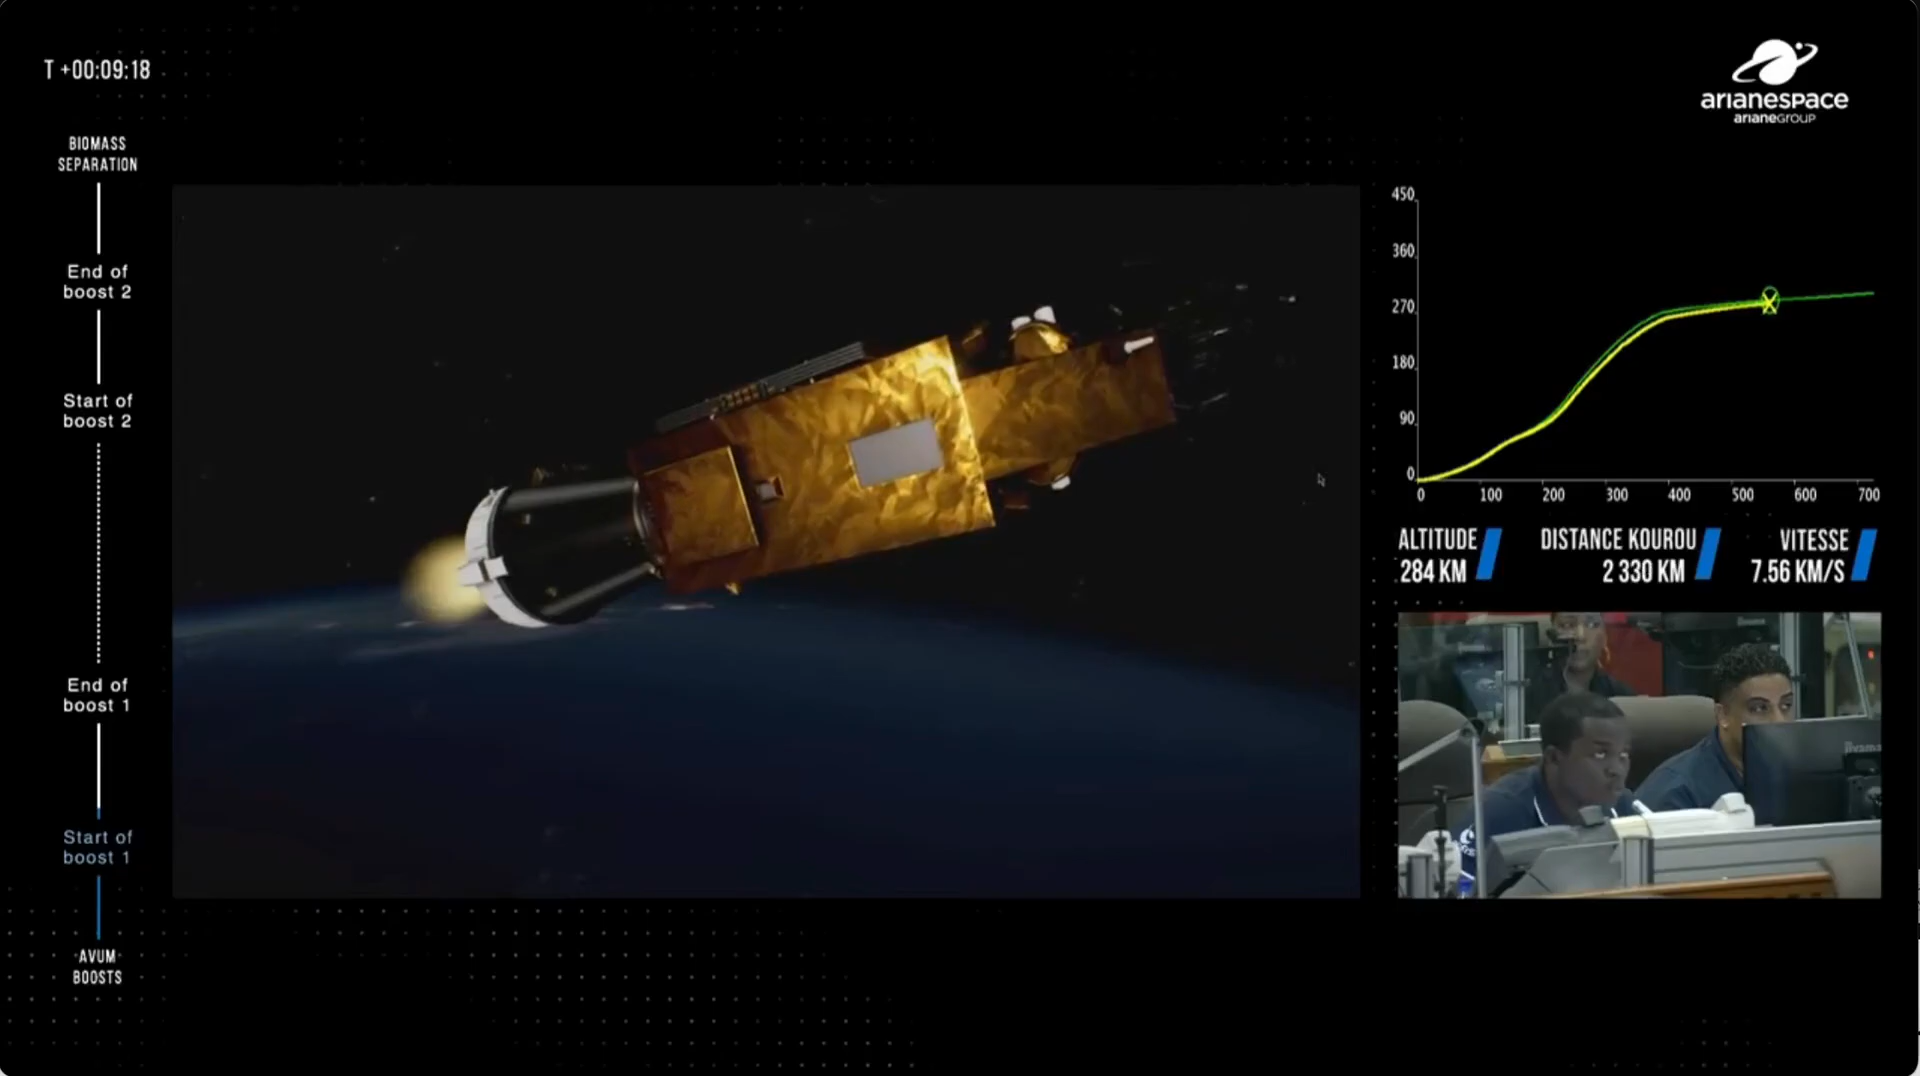 T +00:09:18
arianespace
arianeGROUP
BIOMASS
SEPARATION
End of
boost 2
Start of
boost 2
End of
boost 1
Start of
boost 1
AVUM
BOOSTS
450
360
270
180
90
0
0 100 200 300 400 500 600 700
ALTITUDE
284 KM
DISTANCE KOUROU
2 330 KM
VITESSE
7.56 KM/S
iiyama